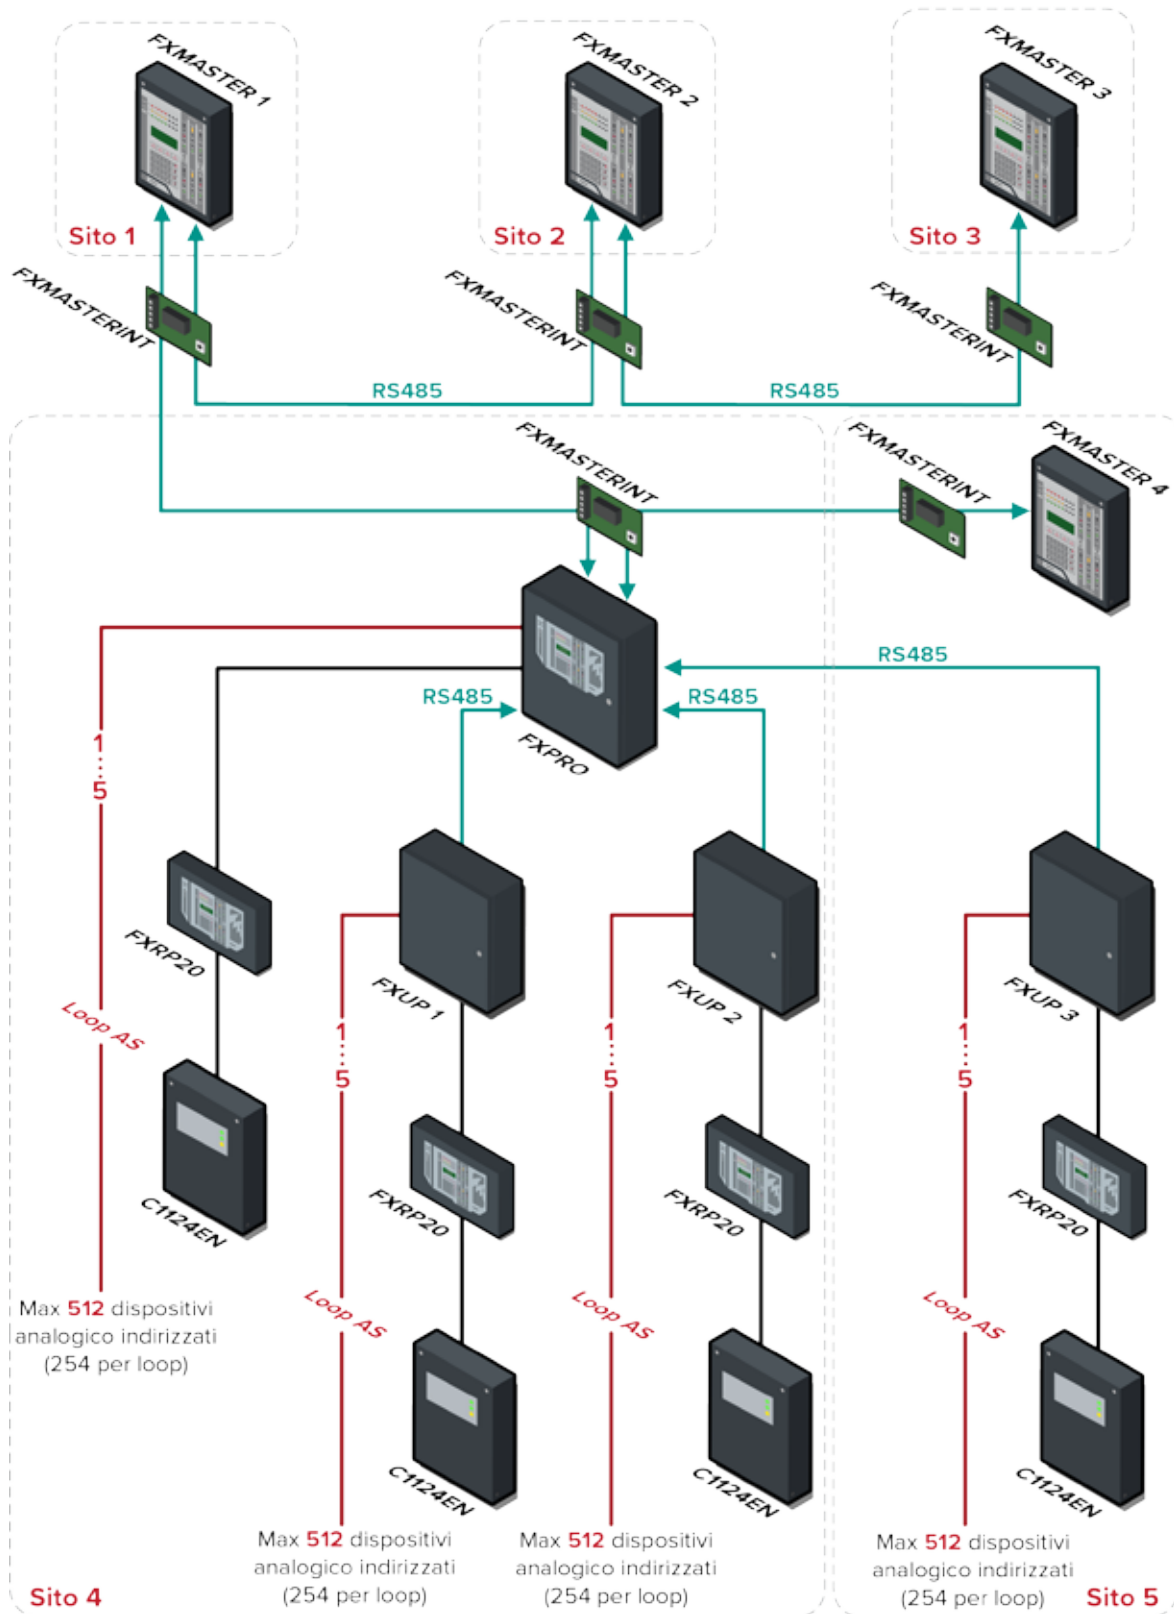 FXMASTER 1
FXMASTER 2
FXMASTER 3
Sito 1
Sito 2
Sito 3
FXMASTERINT
FXMASTERINT
FXMASTERINT
RS485
RS485
FXMASTERINT
FXMASTERINT
FXMASTER 4
RS485
RS485
RS485
FXPRO
1
5
FXRP20
FXUP 1
FXUP 2
FXUP 3
Loop AS
1
5
1
5
1
5
C1124EN
FXRP20
FXRP20
FXRP20
Max 512 dispositivi
analogico indirizzati
(254 per loop)
Loop AS
Loop AS
Loop AS
C1124EN
C1124EN
C1124EN
Max 512 dispositivi
analogico indirizzati
(254 per loop)
Max 512 dispositivi
analogico indirizzati
(254 per loop)
Max 512 dispositivi
analogico indirizzati
(254 per loop)
Sito 4
Sito 5